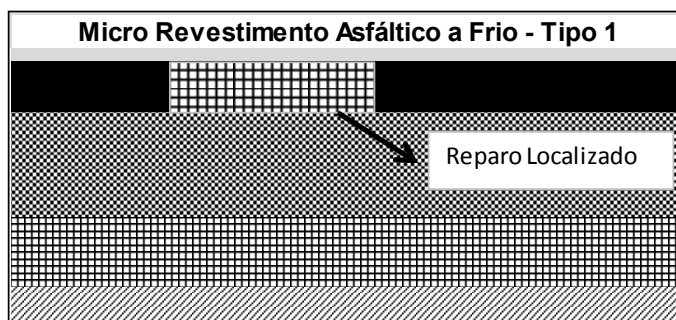 Micro Revestimento Asfáltico a Frio - Tipo 1
Reparo Localizado